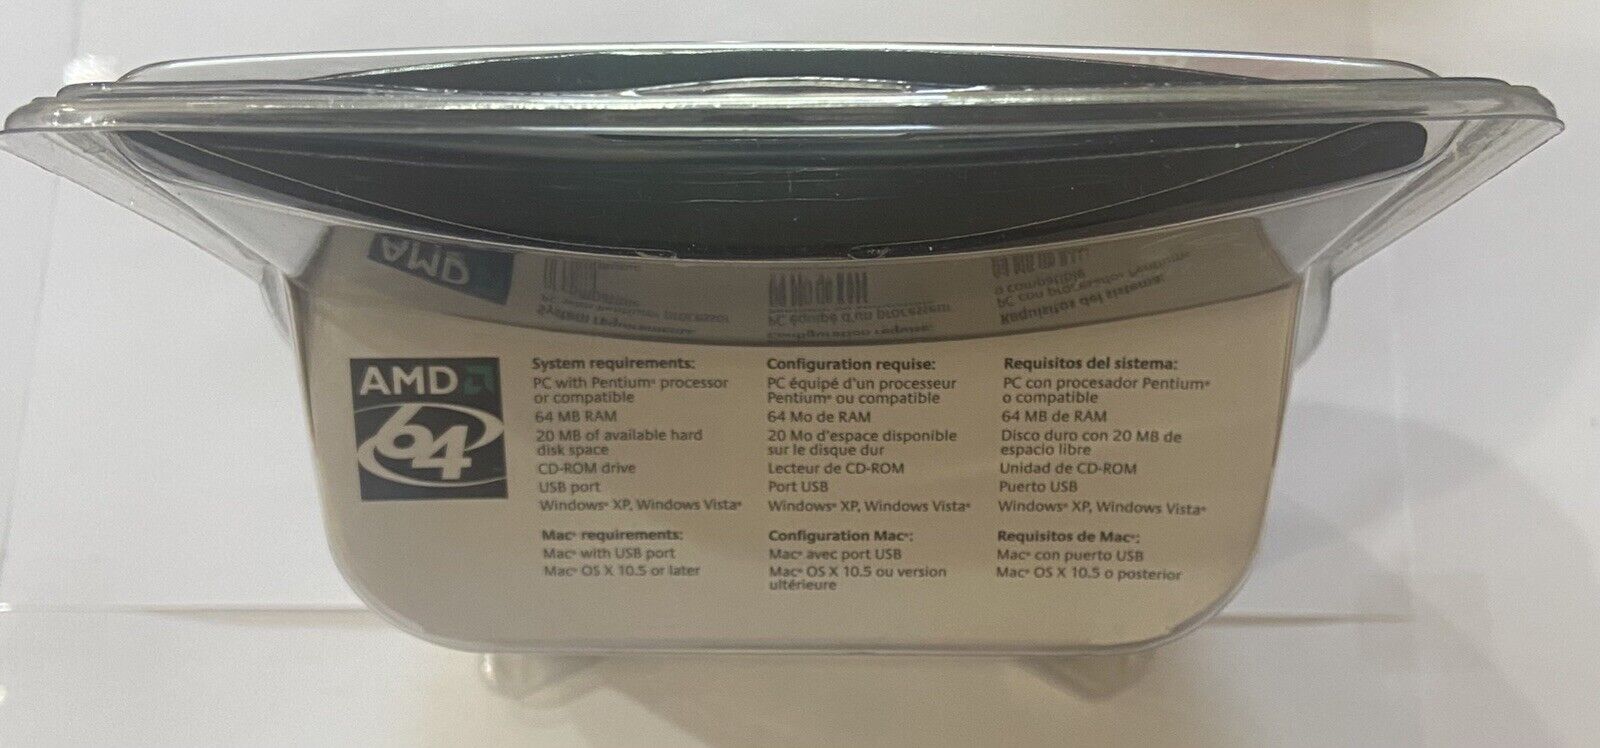 AMD
64
System requirements:
PC with Pentium® processor
or compatible
64 MB RAM
20 MB of available hard
disk space
CD-ROM drive
USB port
Windows® XP, Windows Vista®
Mac® requirements:
Mac® with USB port
Mac® OS X 10.5 or later
Configuration requise:
PC équipé d'un processeur
Pentium® ou compatible
64 Mo de RAM
20 Mo d'espace disponible
sur le disque dur
Lecteur de CD-ROM
Port USB
Windows® XP, Windows Vista®
Configuration Mac®:
Mac® avec port USB
Mac® OS X 10.5 ou version
ultérieure
Requisitos del sistema:
PC con procesador Pentium®
o compatible
64 MB de RAM
Disco duro con 20 MB de
espacio libre
Unidad de CD-ROM
Puerto USB
Windows® XP, Windows Vista®
Requisitos de Mac®:
Mac® con puerto USB
Mac® OS X 10.5 o posterior